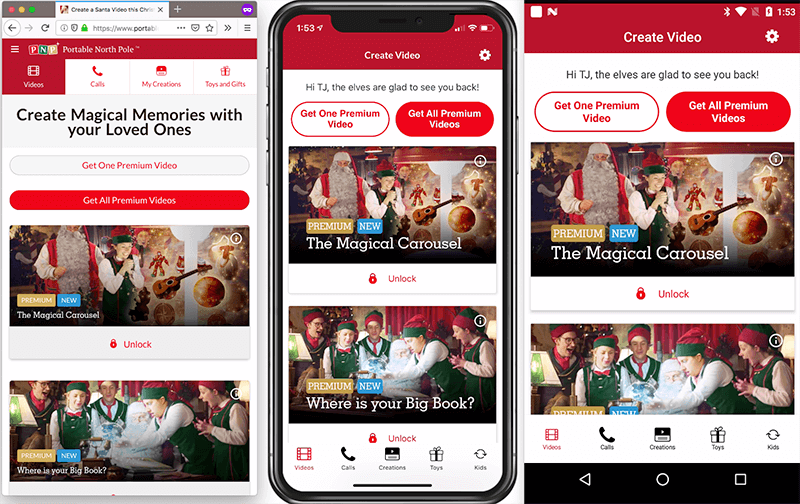 Create a Santa Video this Chris
https://www.portabl
PNP Portable North Pole™
Videos
Calls
My Creations
Toys and Gifts
Create Magical Memories with
your Loved Ones
Get One Premium Video
Get All Premium Videos
PREMIUM NEW
The Magical Carousel
Unlock
PREMIUM NEW
Where is your Big Book?
1:53
Create Video
Hi TJ, the elves are glad to see you back!
Get One Premium
Video
Get All Premium
Videos
PREMIUM NEW
The Magical Carousel
Unlock
PREMIUM NEW
Where is your Big Book?
Unlock
Videos
Calls
Creations
Toys
Kids
1:53
Create Video
Hi TJ, the elves are glad to see you back!
Get One Premium
Video
Get All Premium
Videos
PREMIUM NEW
The Magical Carousel
Unlock
PREMIUM NEW
Videos
Calls
Creations
Toys
Kids